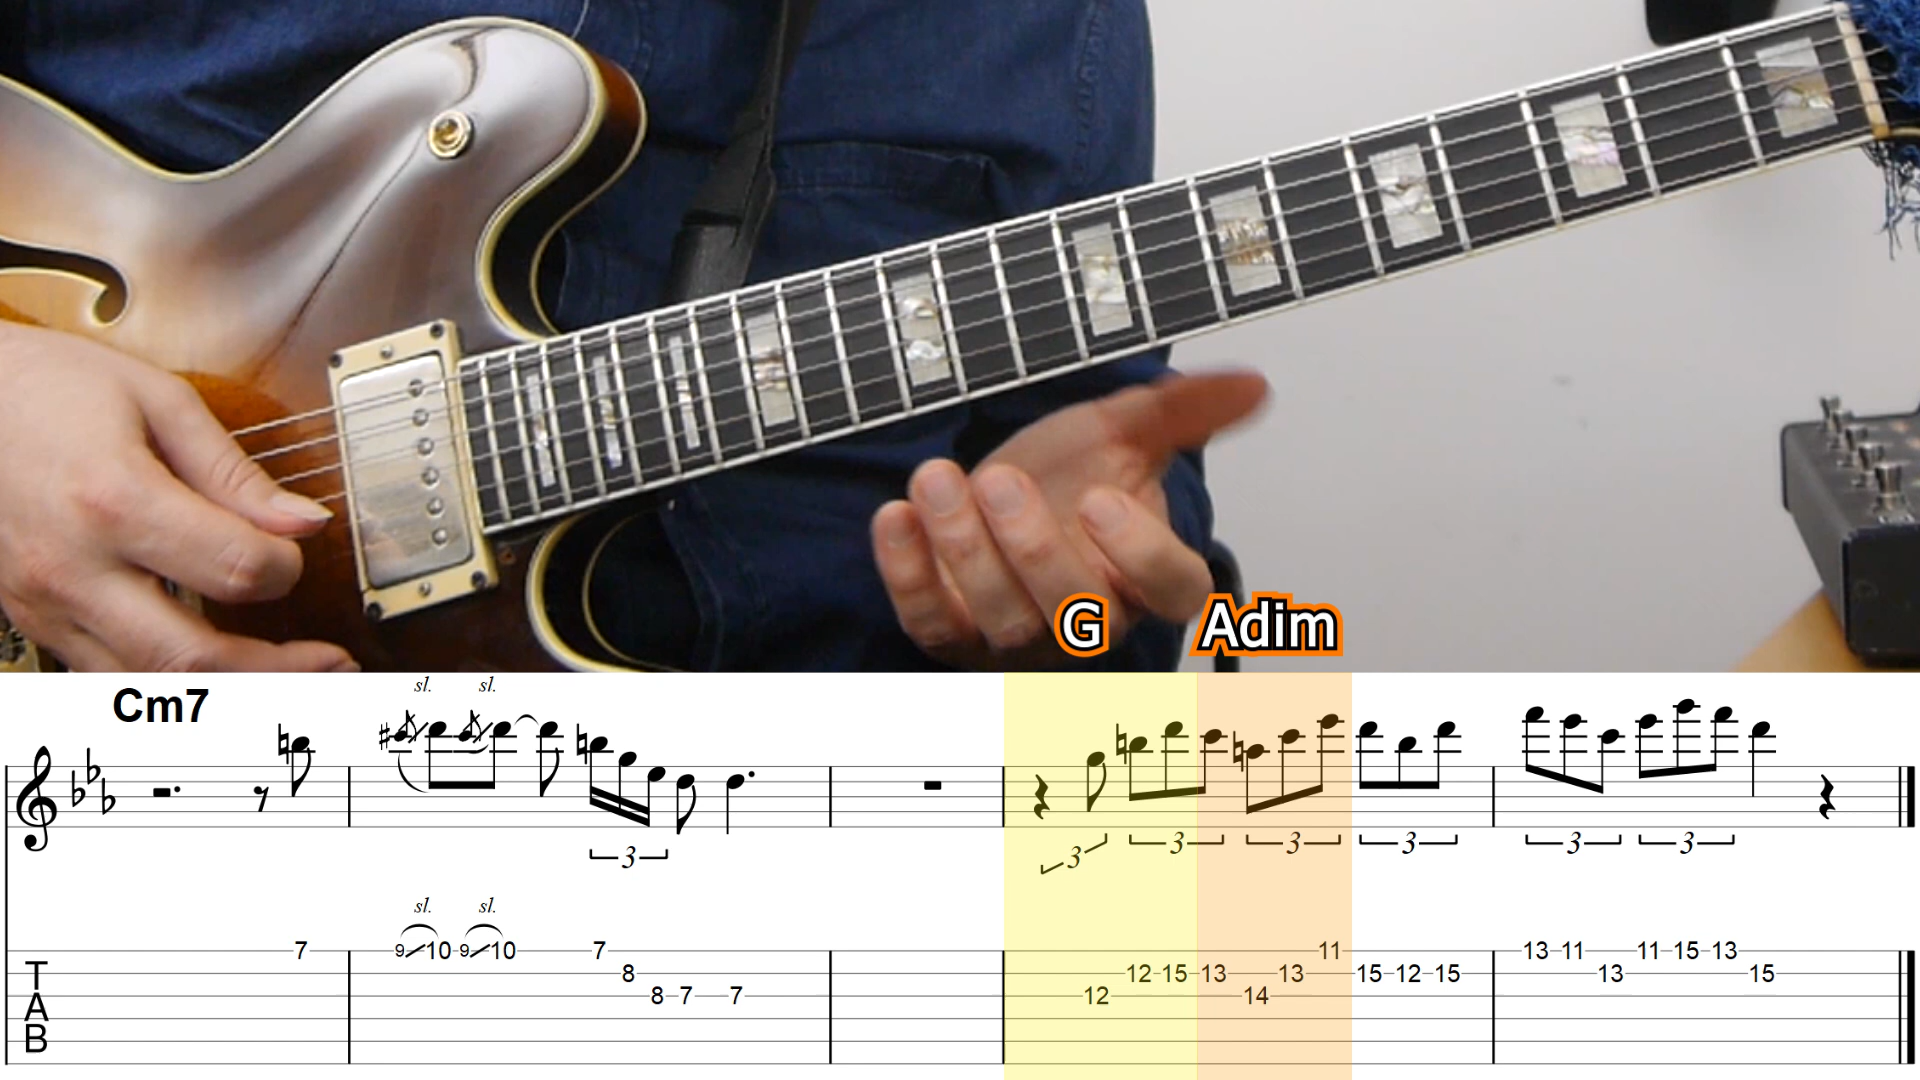 G Adim
Cm7
sl. sl.
3 3 3 3 3 3 3
sl. sl.
7 9 10 9 10 7 11 13 11 11 15 13
T 8 12 15 13 13 15 12 15 13 15
A 8 7 7 12 14
B